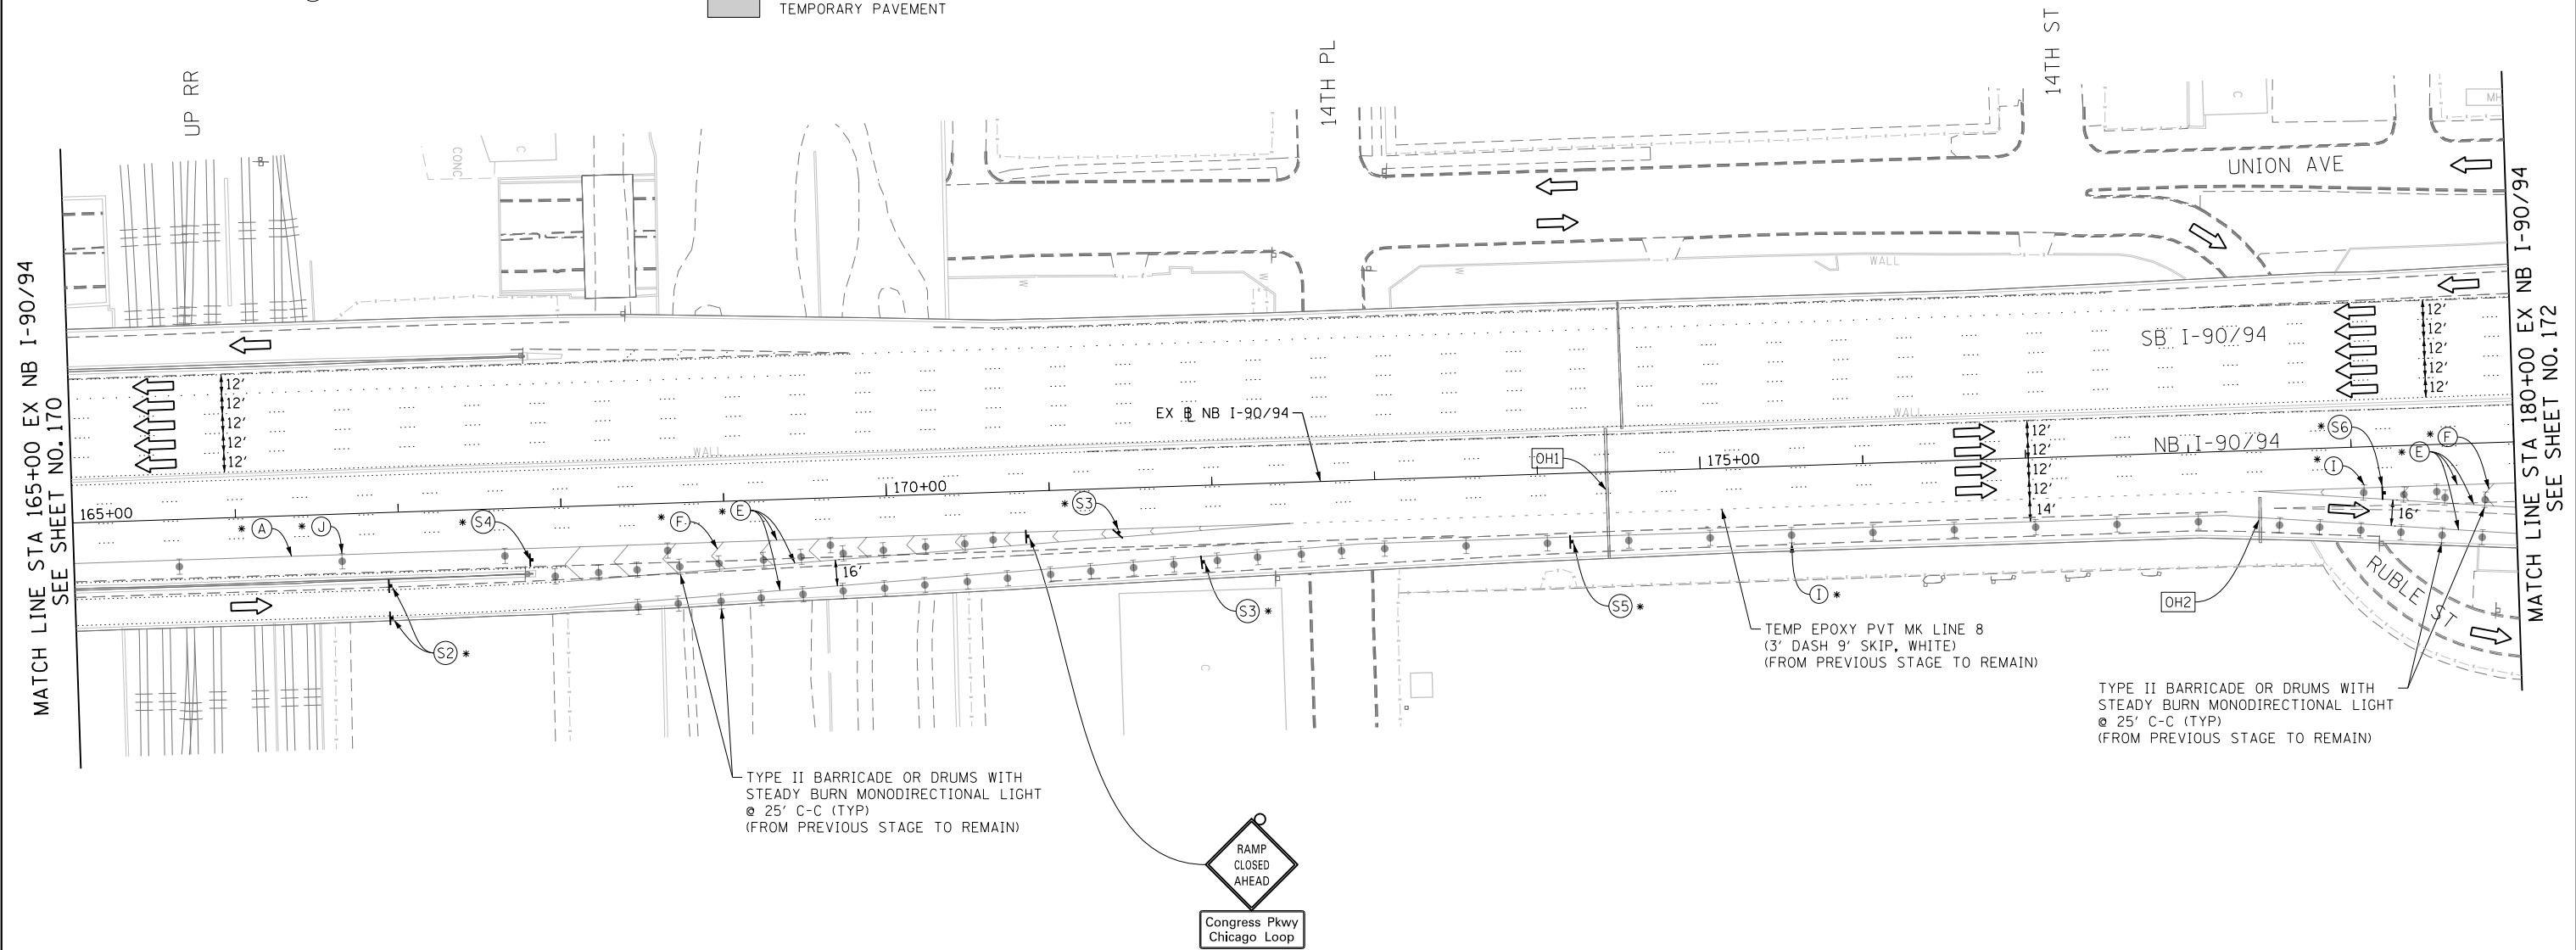 TEMPORARY PAVEMENT
UP RR
14TH PL
14TH ST
CONC
C
C
MH
UNION AVE
W
W
W
WALL
MATCH LINE STA 165+00 EX NB I-90/94
SEE SHEET NO. 170
MATCH LINE STA 180+00 EX NB I-90/94
SEE SHEET NO. 172
SB I-90/94
12'
12'
12'
12'
12'
12'
12'
12'
12'
12'
EX B NB I-90/94
WALL
WALL
NB I-90/94
12'
12'
12'
12'
14'
165+00
170+00
175+00
* A
* J
* S4
* F
* E
* S3
OH1
* S6
* I
* E
* F
16'
16'
S2 *
S3 *
S5 *
I *
OH2
RUBLE ST
C
TEMP EPOXY PVT MK LINE 8
(3' DASH 9' SKIP, WHITE)
(FROM PREVIOUS STAGE TO REMAIN)
TYPE II BARRICADE OR DRUMS WITH
STEADY BURN MONODIRECTIONAL LIGHT
@ 25' C-C (TYP)
(FROM PREVIOUS STAGE TO REMAIN)
TYPE II BARRICADE OR DRUMS WITH
STEADY BURN MONODIRECTIONAL LIGHT
@ 25' C-C (TYP)
(FROM PREVIOUS STAGE TO REMAIN)
RAMP
CLOSED
AHEAD
Congress Pkwy
Chicago Loop